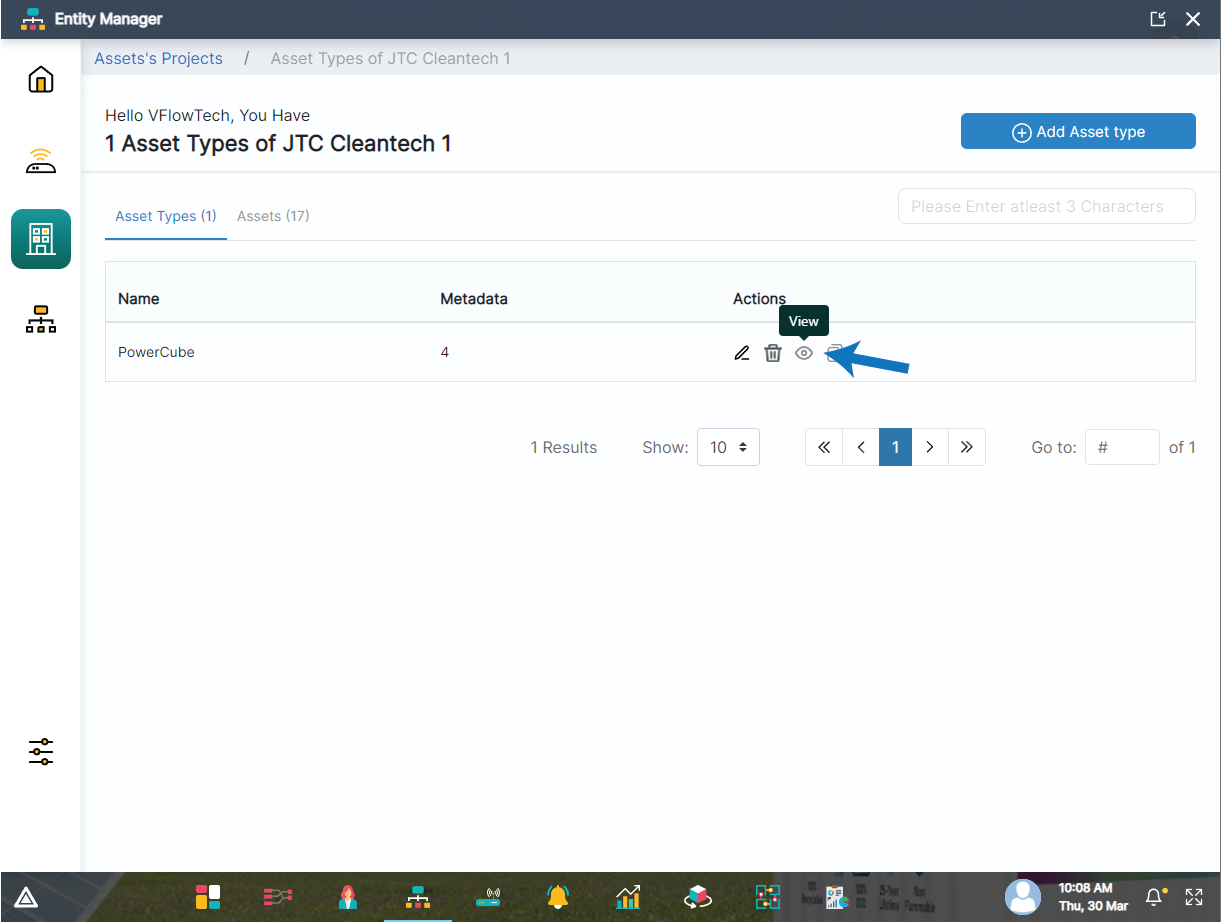 Entity Manager
Assets's Projects / Asset Types of JTC Cleantech 1
Hello VFlowTech, You Have
1 Asset Types of JTC Cleantech 1
Add Asset type
Asset Types (1) Assets (17)
Please Enter atleast 3 Characters
Name Metadata Actions
View
PowerCube 4
1 Results Show: 10 1 Go to: # of 1
10:08 AM
Thu, 30 Mar